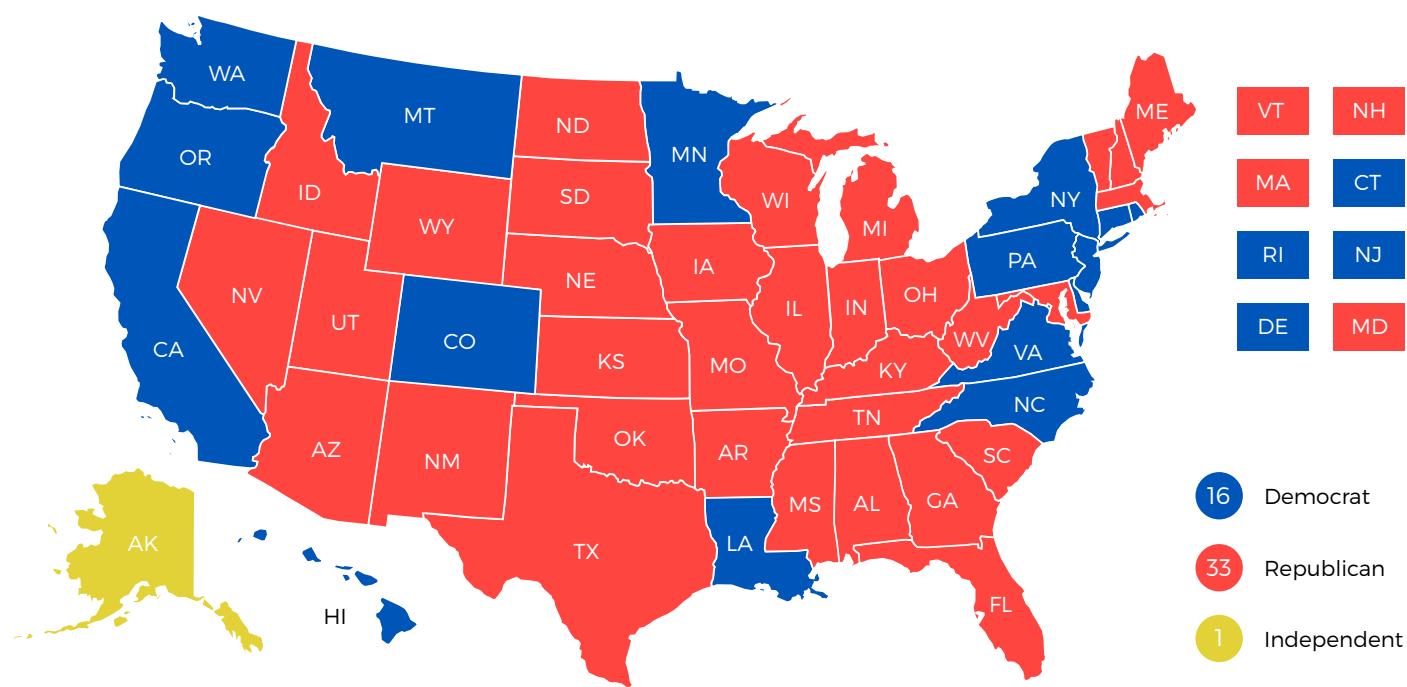 WA
MT
ND
MN
ME
VT
NH
OR
ID
SD
WI
MI
NY
MA
CT
WY
IA
PA
RI
NJ
NV
UT
NE
IL
IN
OH
CA
CO
KS
MO
WV
VA
DE
MD
KY
NC
AZ
NM
OK
AR
TN
SC
MS
AL
GA
16 Democrat
AK
TX
LA
33 Republican
HI
FL
1 Independent